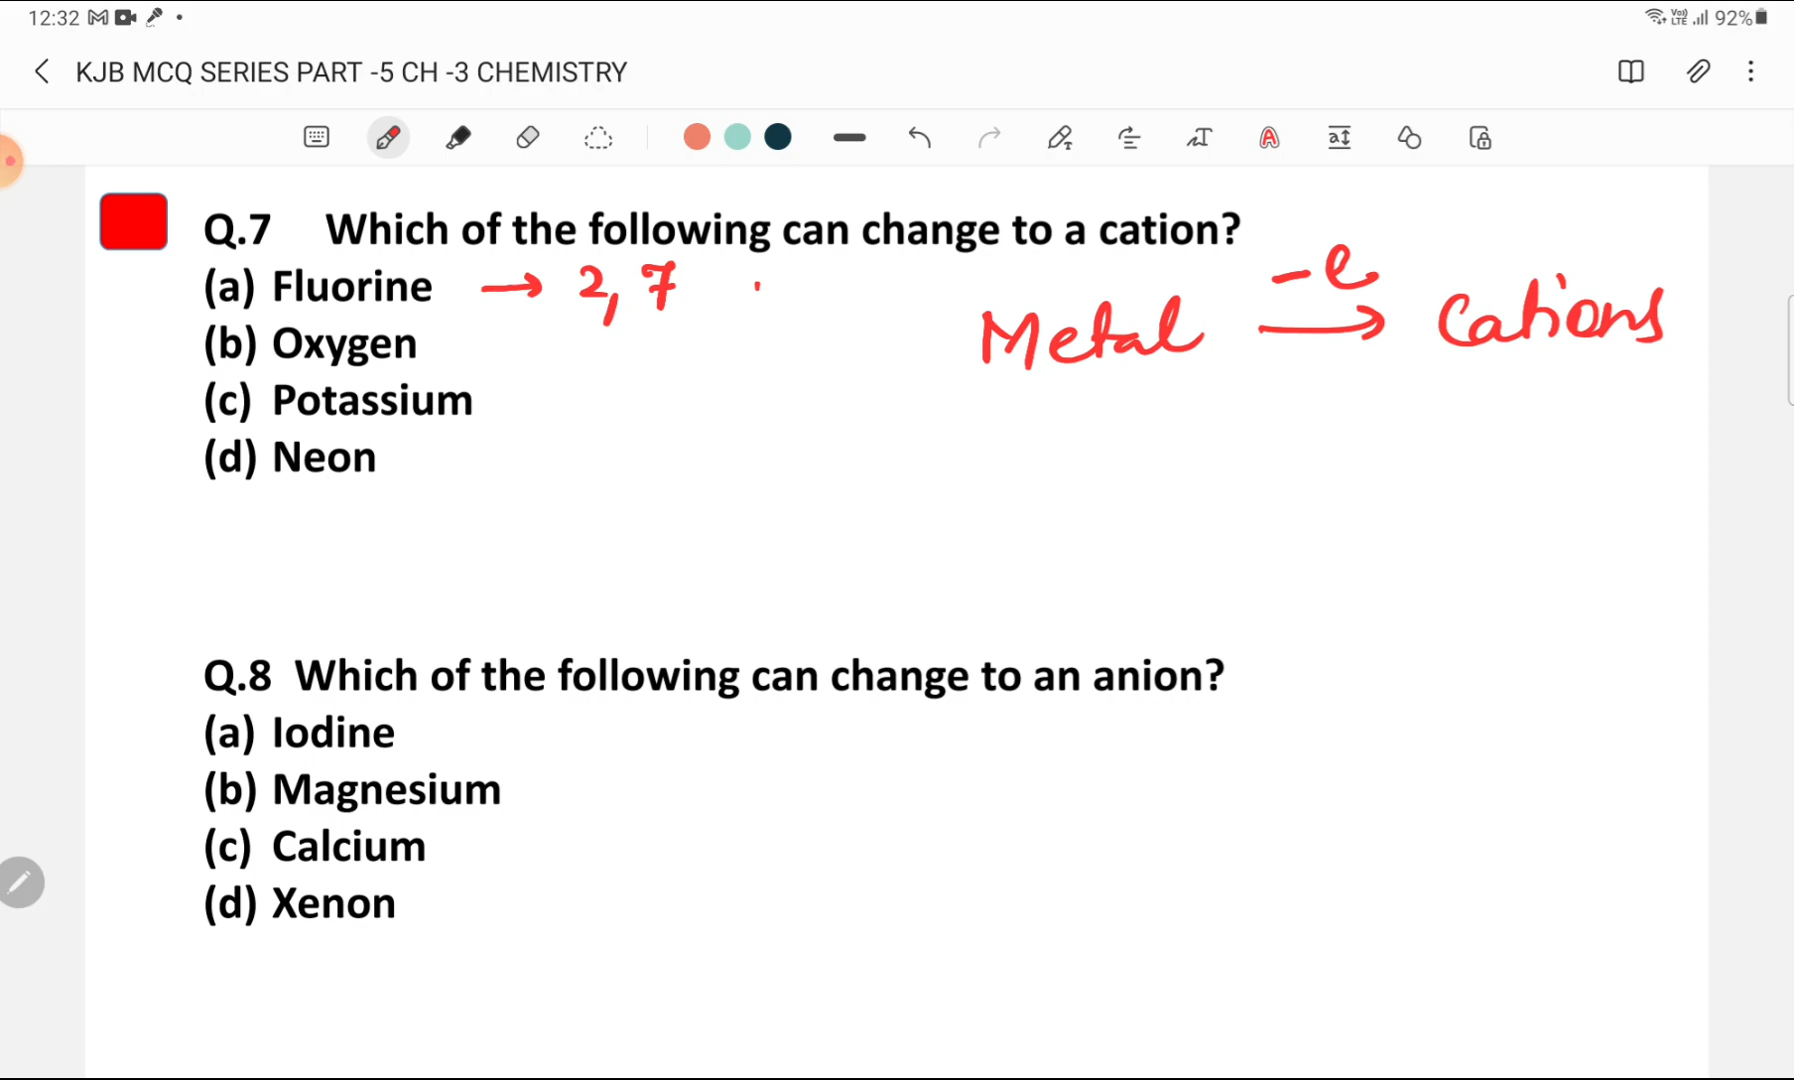 12:32
Vo)) LTE 92%
KJB MCQ SERIES PART -5 CH -3 CHEMISTRY
Q.7 Which of the following can change to a cation?
(a) Fluorine → 2, 7
Metal -e → Cations
(b) Oxygen
(c) Potassium
(d) Neon
Q.8 Which of the following can change to an anion?
(a) Iodine
(b) Magnesium
(c) Calcium
(d) Xenon